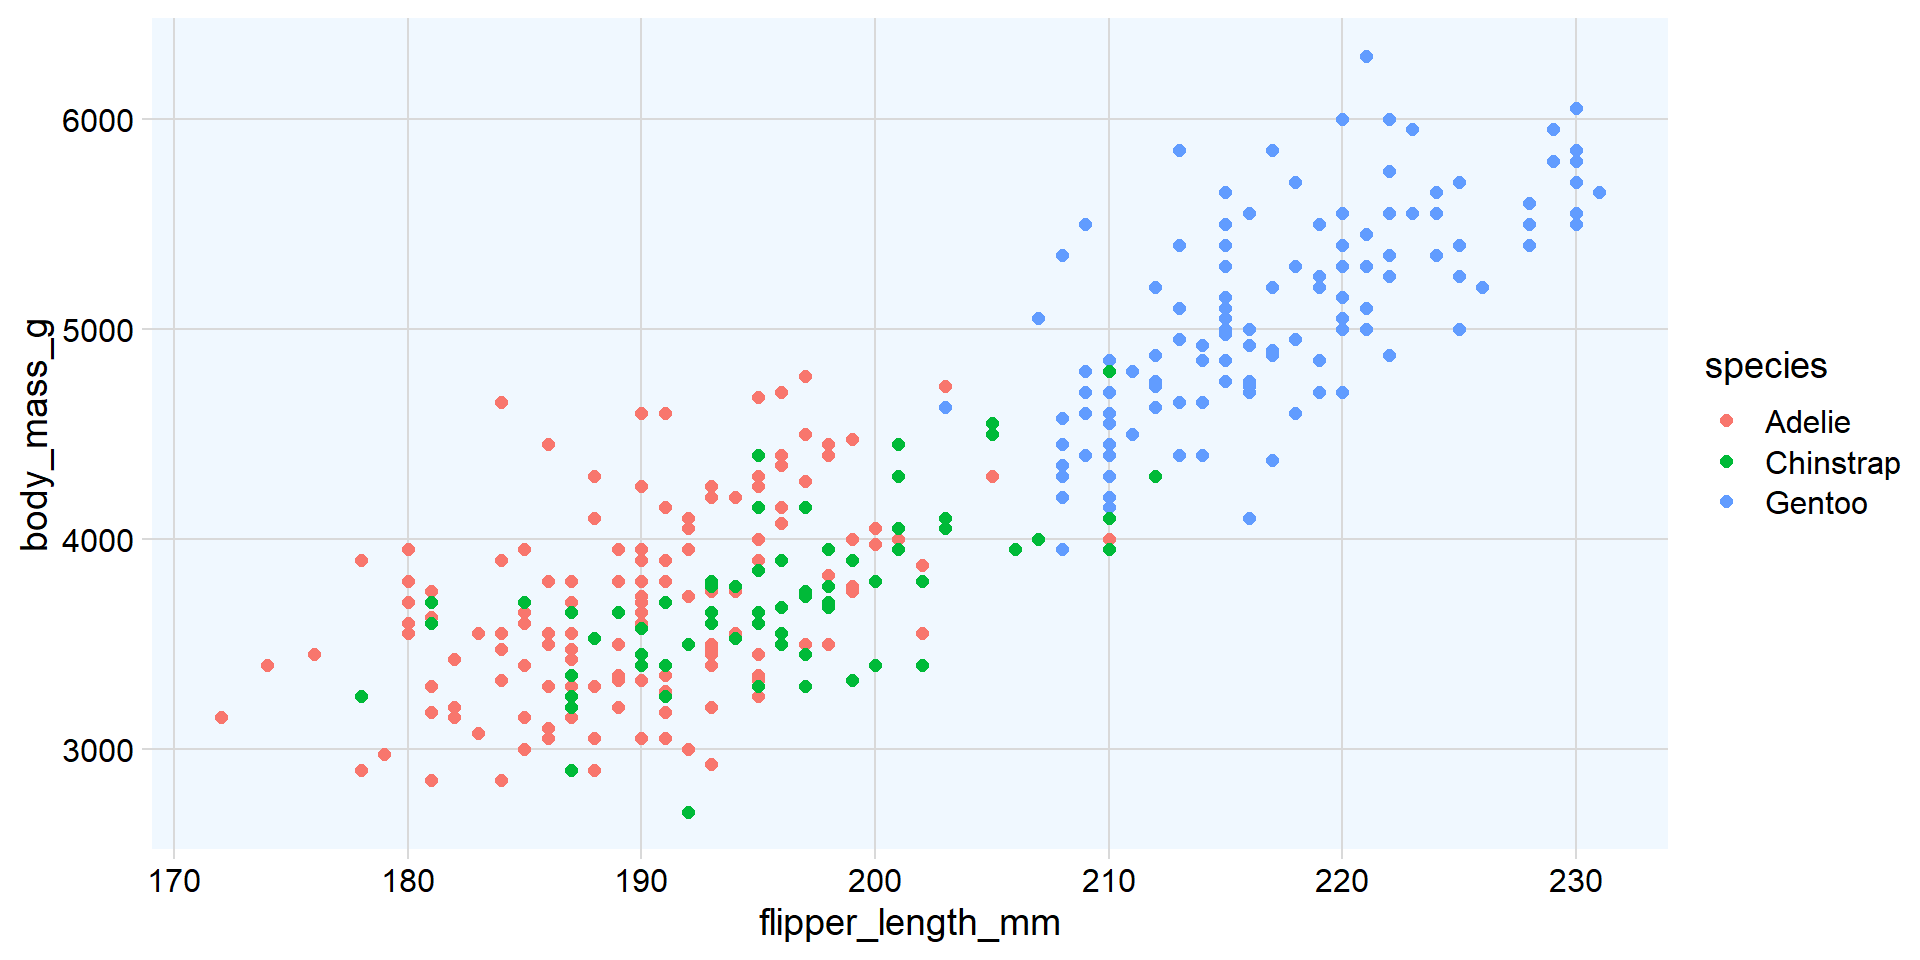 6000
5000
4000
3000
body_mass_g
170 180 190 200 210 220 230
flipper_length_mm
species
Adelie
Chinstrap
Gentoo